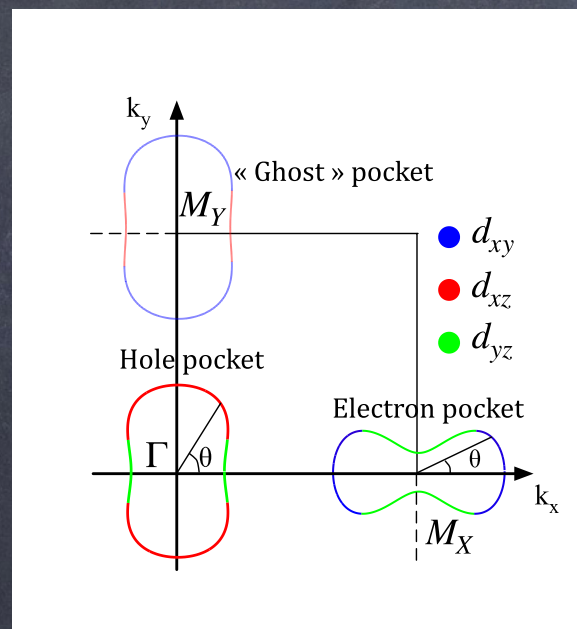 k_y
« Ghost » pocket
M_Y
d_xy
d_xz
d_yz
Hole pocket
Electron pocket
Γ θ
θ
k_x
M_X